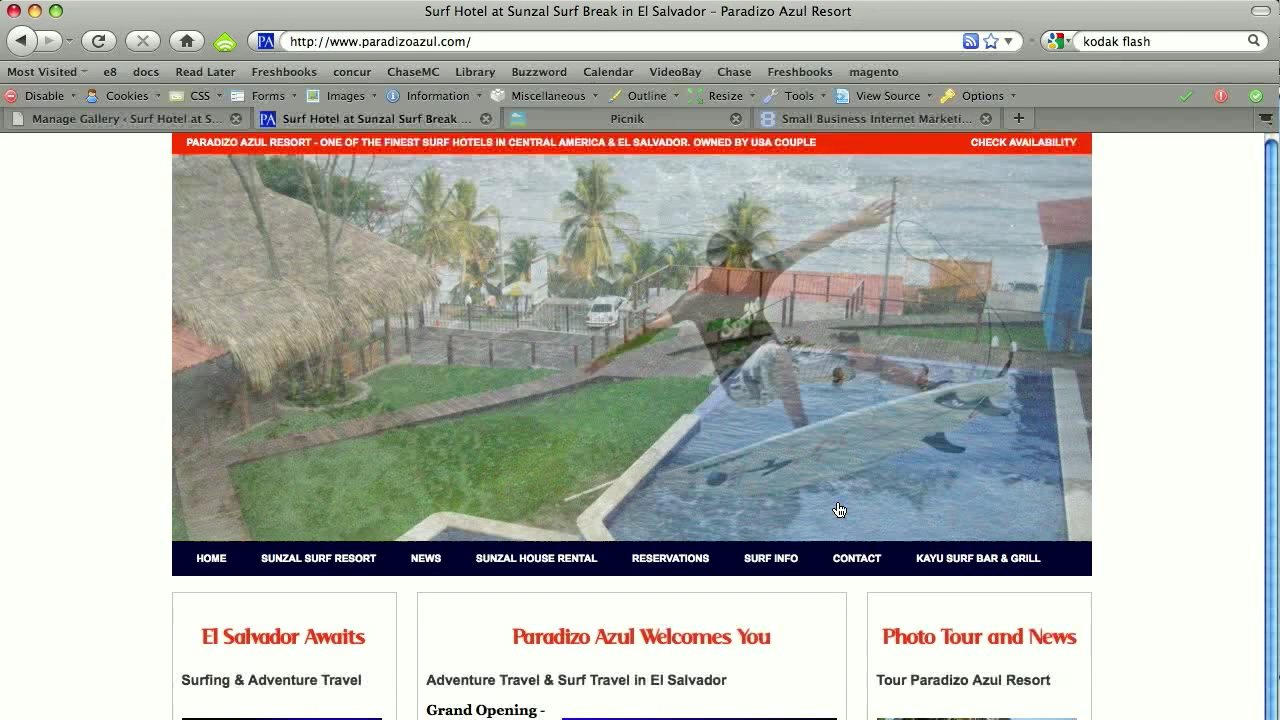 Surf Hotel at Sunzal Surf Break in El Salvador – Paradizo Azul Resort
PA http://www.paradizoazul.com/ kodak flash
Most Visited e8 docs Read Later Freshbooks concur ChaseMC Library Buzzword Calendar VideoBay Chase Freshbooks magento
Disable Cookies CSS Forms Images Information Miscellaneous Outline Resize Tools View Source Options
Manage Gallery ‹ Surf Hotel at S... PA Surf Hotel at Sunzal Surf Break ... Picnik Small Business Internet Marketi...
PARADIZO AZUL RESORT - ONE OF THE FINEST SURF HOTELS IN CENTRAL AMERICA & EL SALVADOR. OWNED BY USA COUPLE CHECK AVAILABILITY
HOME SUNZAL SURF RESORT NEWS SUNZAL HOUSE RENTAL RESERVATIONS SURF INFO CONTACT KAYU SURF BAR & GRILL
El Salvador Awaits Paradizo Azul Welcomes You Photo Tour and News
Surfing & Adventure Travel Adventure Travel & Surf Travel in El Salvador Tour Paradizo Azul Resort
Grand Opening -